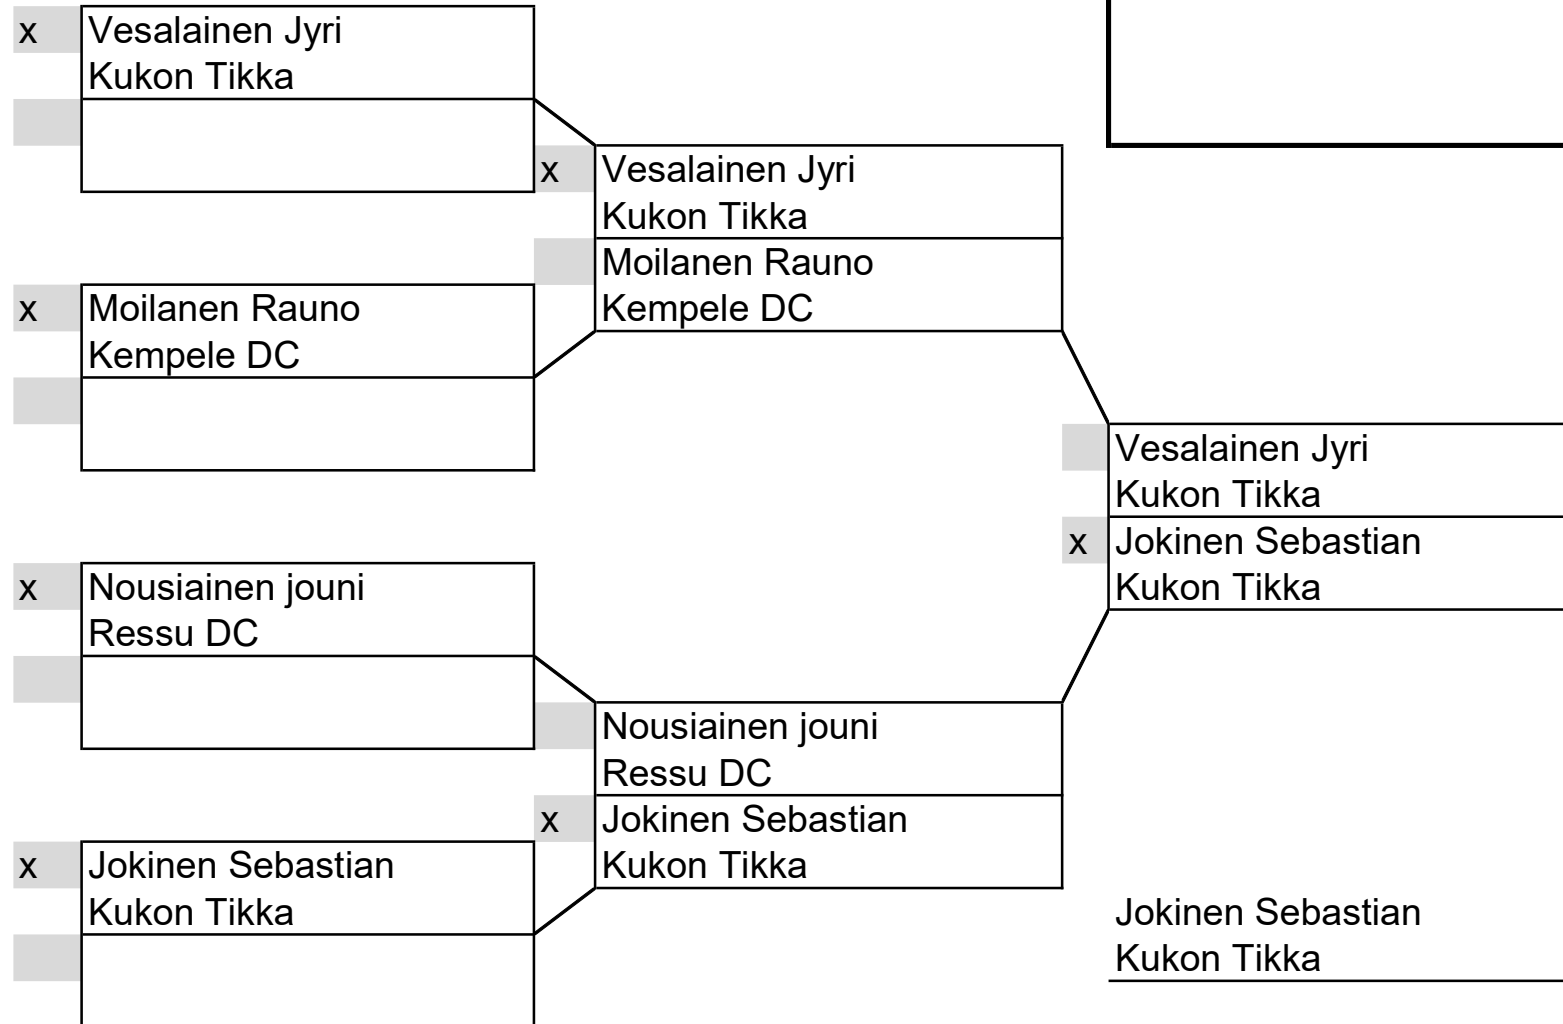 x
Vesalainen Jyri
Kukon Tikka
x
Vesalainen Jyri
Kukon Tikka
Moilanen Rauno
Kempele DC
x
Moilanen Rauno
Kempele DC
Vesalainen Jyri
Kukon Tikka
x
Jokinen Sebastian
Kukon Tikka
x
Nousiainen jouni
Ressu DC
Nousiainen jouni
Ressu DC
x
Jokinen Sebastian
Kukon Tikka
x
Jokinen Sebastian
Kukon Tikka
Jokinen Sebastian
Kukon Tikka